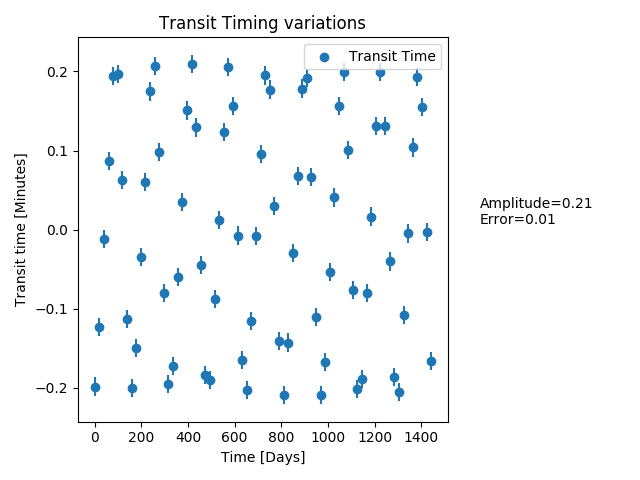 Transit Timing variations
Transit Time
0.2
0.1
0.0
−0.1
−0.2
Transit time [Minutes]
0
200
400
600
800
1000
1200
1400
Time [Days]
Amplitude=0.21
Error=0.01